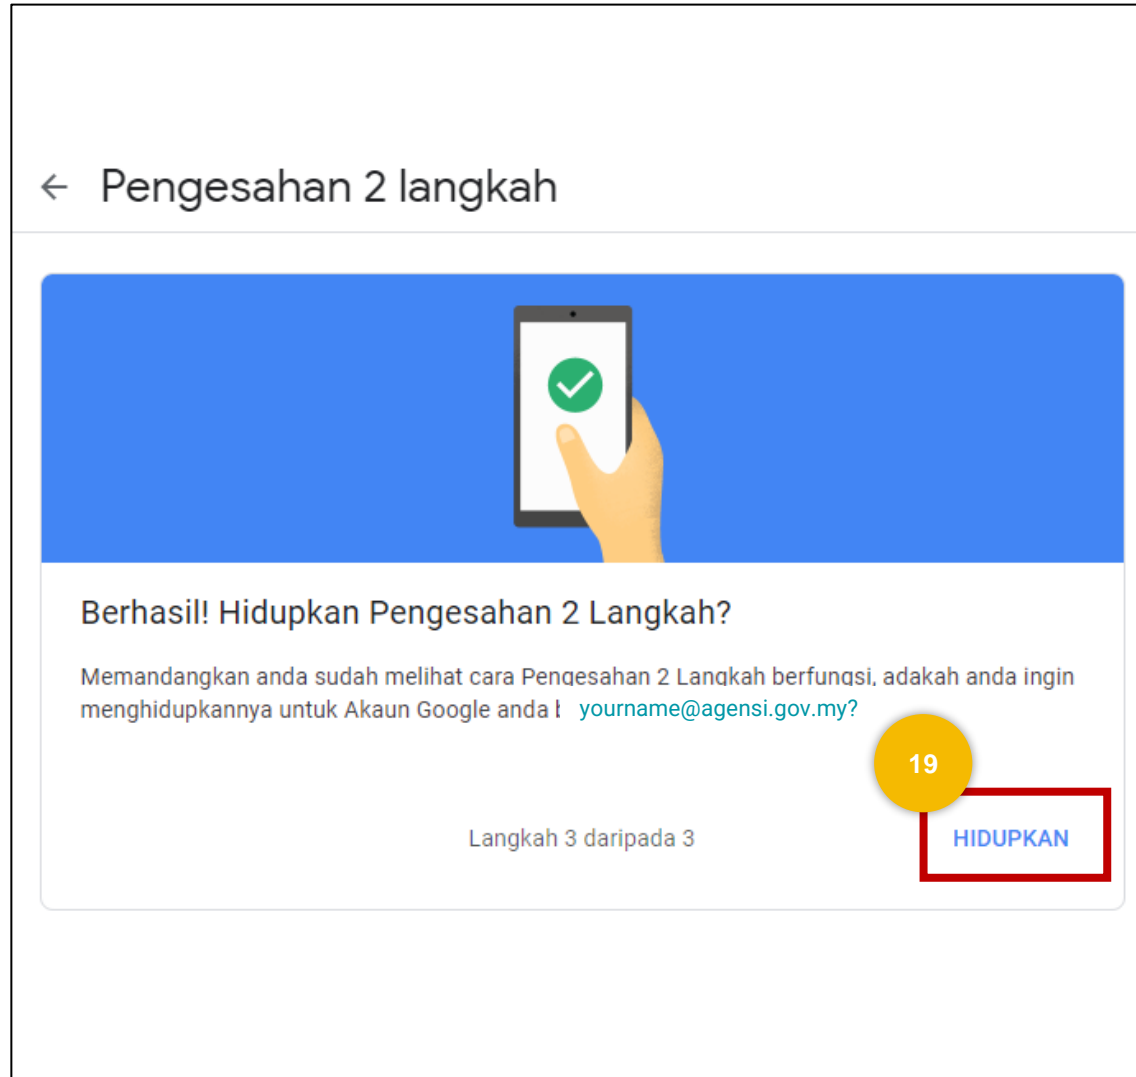 Pengesahan 2 langkah
Berhasil! Hidupkan Pengesahan 2 Langkah?
Memandangkan anda sudah melihat cara Pengesahan 2 Langkah berfungsi, adakah anda ingin
menghidupkannya untuk Akaun Google anda yourname@agensi.gov.my?
19
Langkah 3 daripada 3
HIDUPKAN